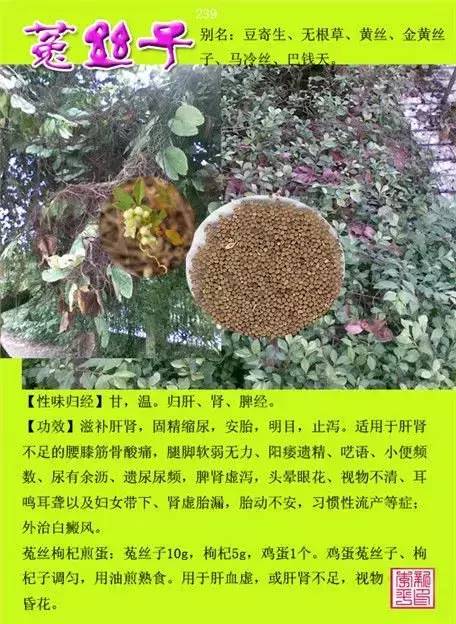 239
菟丝子
别名：豆寄生、无根草、黄丝、金黄丝
子、马冷丝、巴钱天。
【性味归经】甘，温。归肝、肾、脾经。
【功效】滋补肝肾，固精缩尿，安胎，明目，止泻。适用于肝肾
不足的腰膝筋骨酸痛，腿脚软弱无力、阳痿遗精、呓语、小便频
数、尿有余沥、遗尿尿频，脾肾虚泻，头晕眼花、视物不清、耳
鸣耳聋以及妇女带下、肾虚胎漏，胎动不安，习惯性流产等症；
外治白癜风。
菟丝枸杞煎蛋：菟丝子10g，枸杞5g，鸡蛋1个。鸡蛋菟丝子、枸
杞子调匀，用油煎熟食。用于肝血虚，或肝肾不足，视物
昏花。